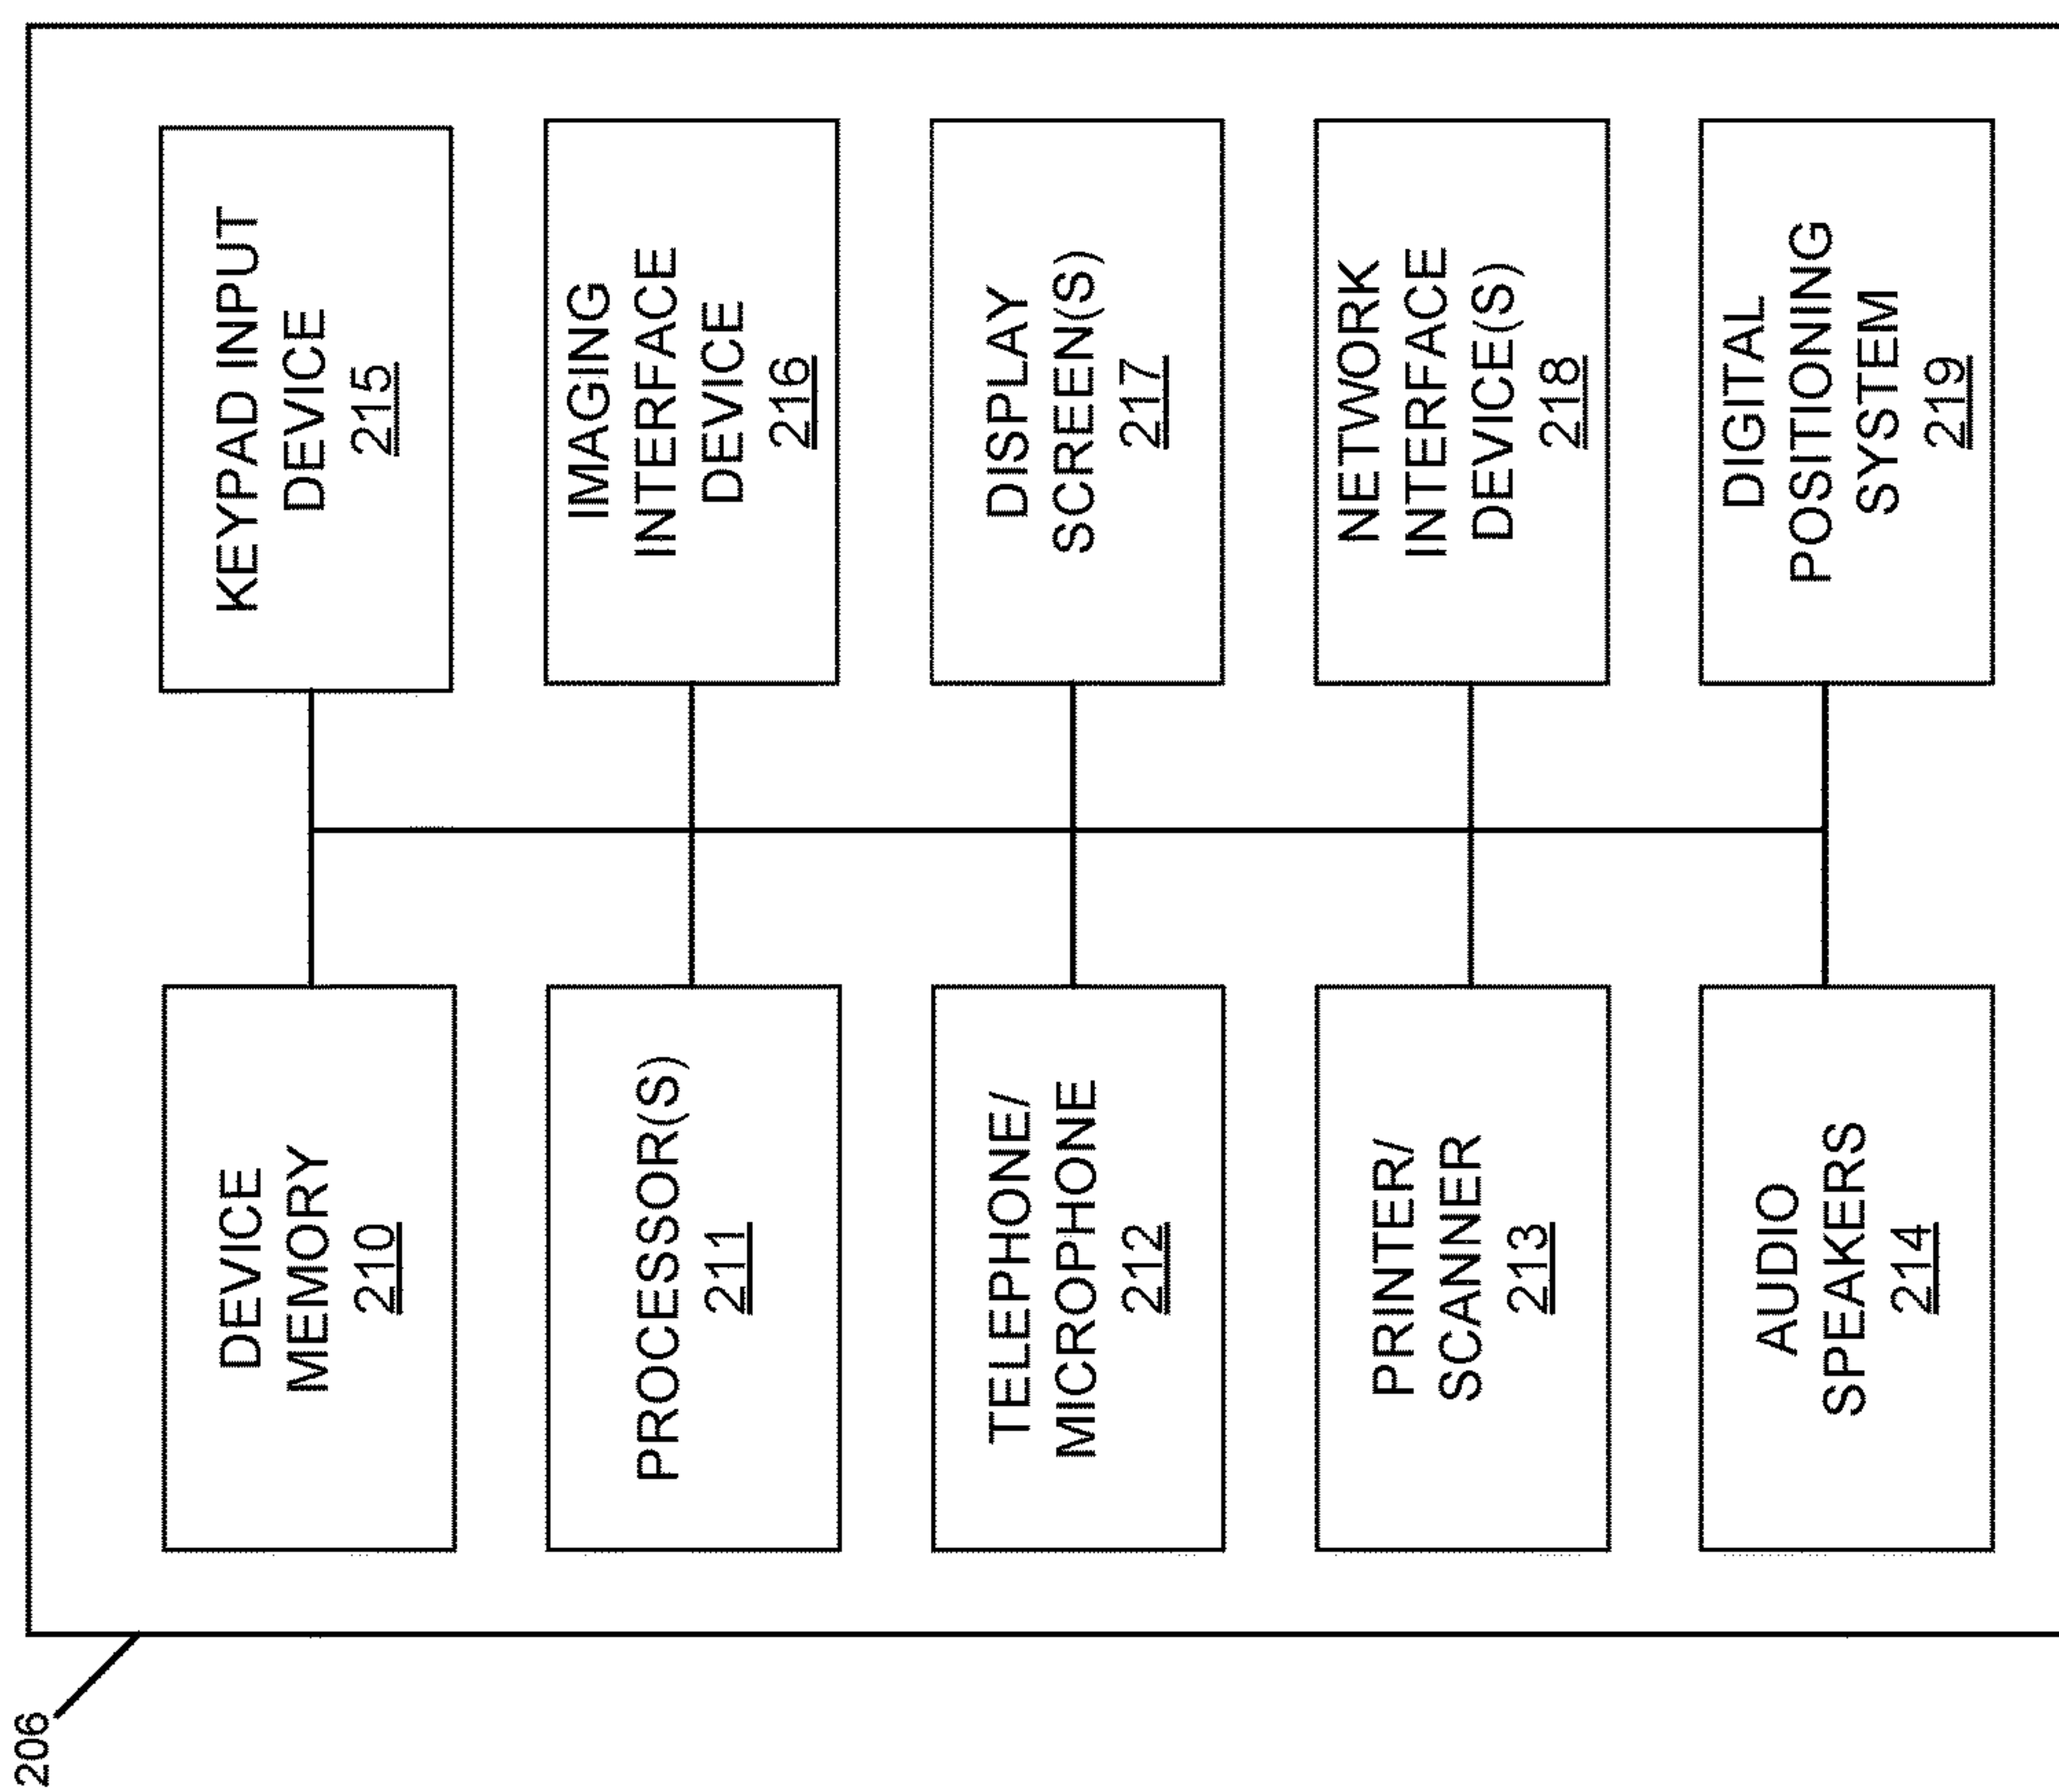 206
DEVICE
MEMORY
210
KEYPAD INPUT
DEVICE
215
PROCESSOR(S)
211
IMAGING
INTERFACE
DEVICE
216
TELEPHONE/
MICROPHONE
212
DISPLAY
SCREEN(S)
217
PRINTER/
SCANNER
213
NETWORK
INTERFACE
DEVICE(S)
218
AUDIO
SPEAKERS
214
DIGITAL
POSITIONING
SYSTEM
219